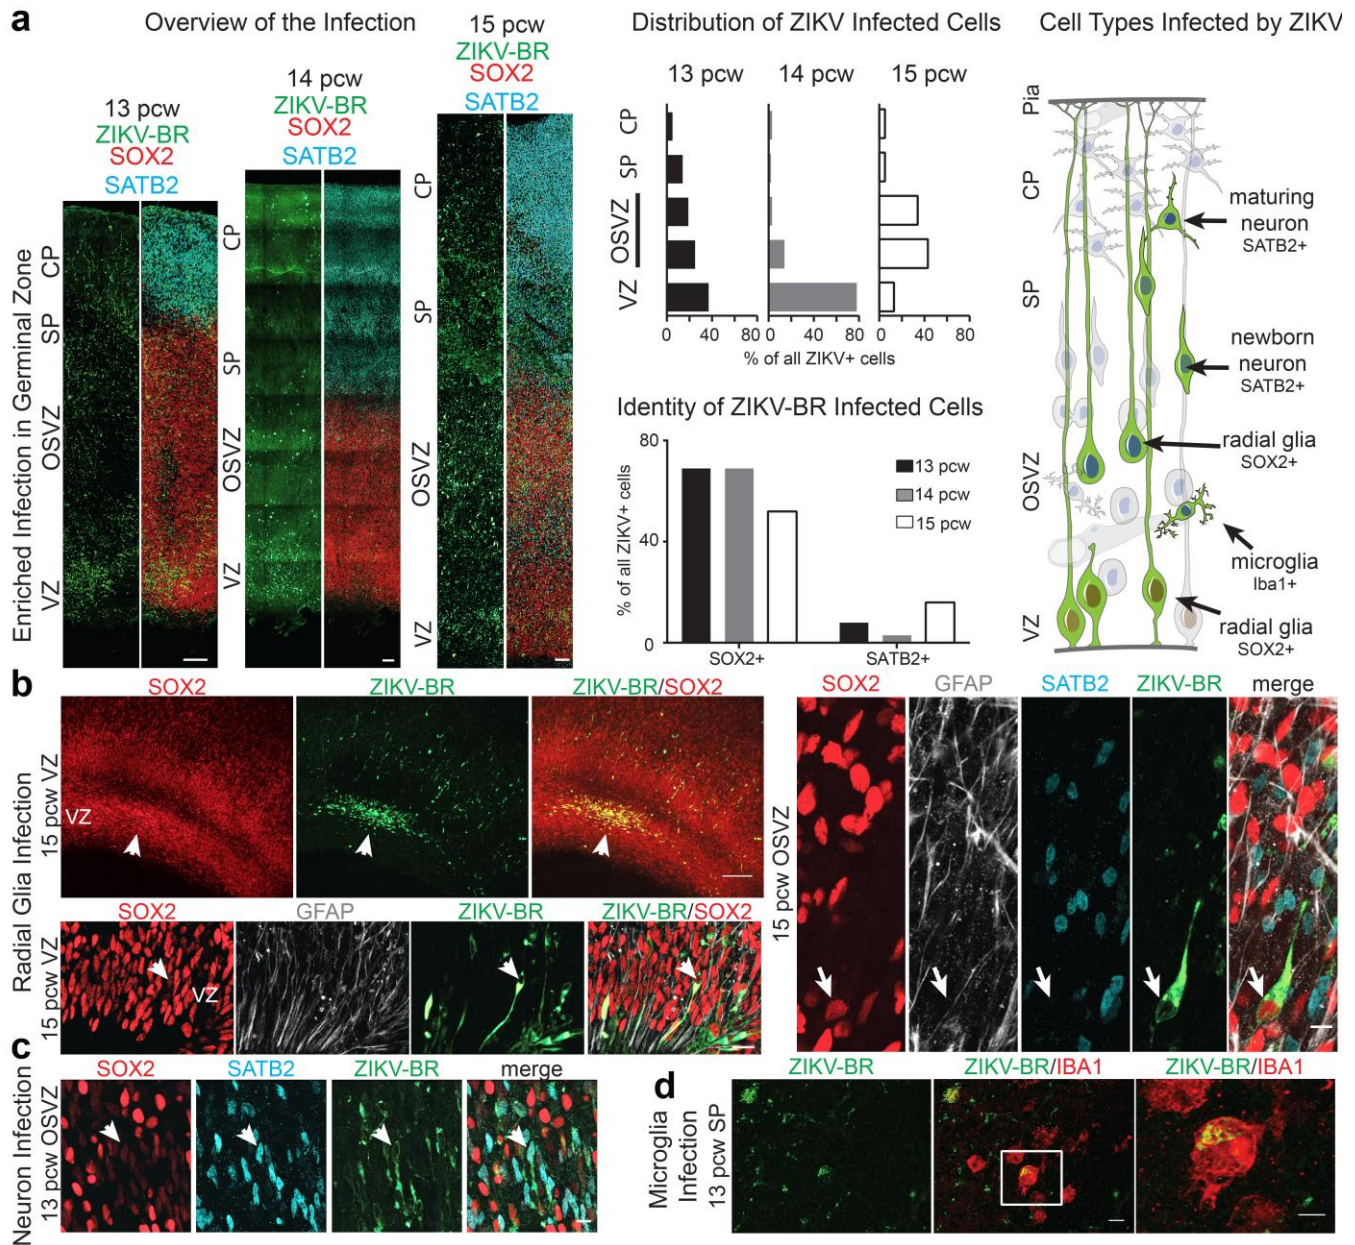 a
Overview of the Infection
Distribution of ZIKV Infected Cells
Cell Types Infected by ZIKV
Enriched Infection in Germinal Zone
13 pcw
ZIKV-BR
SOX2
SATB2
CP
SP
OSVZ
VZ
14 pcw
ZIKV-BR
SOX2
SATB2
CP
SP
OSVZ
VZ
15 pcw
ZIKV-BR
SOX2
SATB2
CP
SP
OSVZ
VZ
13 pcw
14 pcw
15 pcw
CP
SP
OSVZ
VZ
0 40 80 0 40 80 0 40 80
% of all ZIKV+ cells
Identity of ZIKV-BR Infected Cells
% of all ZIKV+ cells
80
40
0
13 pcw
14 pcw
15 pcw
SOX2+
SATB2+
Pia
CP
SP
OSVZ
VZ
maturing
neuron
SATB2+
newborn
neuron
SATB2+
radial glia
SOX2+
microglia
Iba1+
radial glia
SOX2+
b
Radial Glia Infection
15 pcw VZ
SOX2
ZIKV-BR
ZIKV-BR/SOX2
VZ
15 pcw VZ
SOX2
GFAP
ZIKV-BR
ZIKV-BR/SOX2
VZ
15 pcw OSVZ
SOX2
GFAP
SATB2
ZIKV-BR
merge
c
Neuron Infection
13 pcw OSVZ
SOX2
SATB2
ZIKV-BR
merge
d
Microglia
Infection
13 pcw SP
ZIKV-BR
ZIKV-BR/IBA1
ZIKV-BR/IBA1